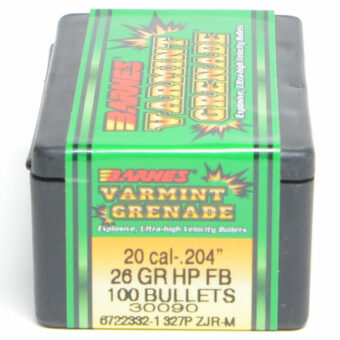 BARNES
VARMINT
GRENADE
Explosive, Ultra-high Velocity Bullets
BARNES
VARMINT
GRENADE
Explosive, Ultra-high Velocity Bullets
20 cal-.204"
26 GR HP FB
100 BULLETS
30090
6722332-1 327P ZJR-M